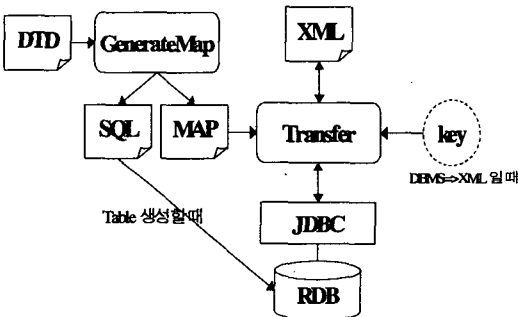 DTD
GenerateMap
XML
SQL
MAP
Transfer
key
DBMS⇒XML 일 때
Table 생성할 때
JDBC
RDB